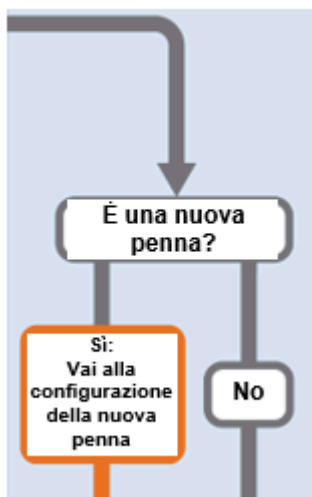 È una nuova
penna?
Sì:
Vai alla
configurazione
della nuova
penna
No